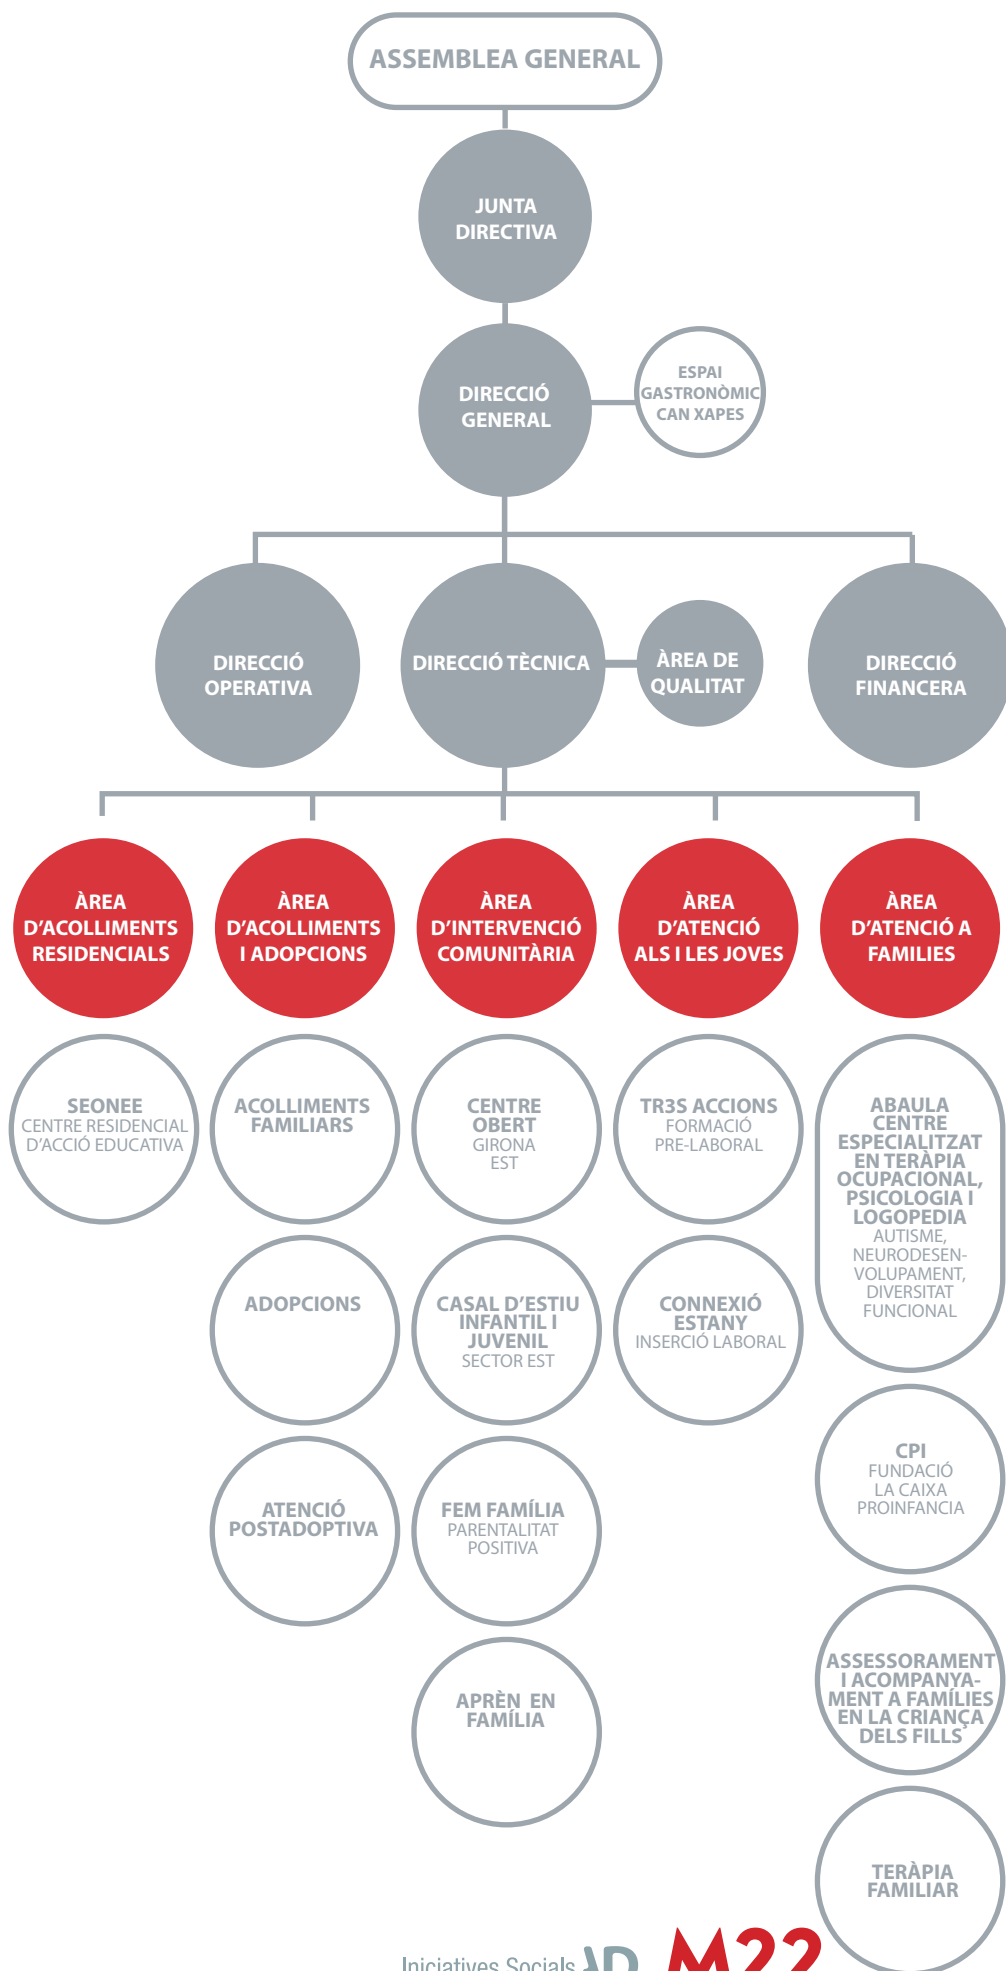 ASSEMBLEA GENERAL
JUNTA
DIRECTIVA
DIRECCIÓ
GENERAL
ESPAI
GASTRONÒMIC
CAN XAPES
DIRECCIÓ
OPERATIVA
DIRECCIÓ TÈCNICA
ÀREA DE
QUALITAT
DIRECCIÓ
FINANCERA
ÀREA
D'ACOLLIMENTS
RESIDENCIALS
ÀREA
D'ACOLLIMENTS
I ADOPCIONS
ÀREA
D'INTERVENCIÓ
COMUNITÀRIA
ÀREA
D'ATENCIÓ
ALS I LES JOVES
ÀREA
D'ATENCIÓ A
FAMILIES
SEONEE
CENTRE RESIDENCIAL
D'ACCIÓ EDUCATIVA
ACOLLIMENTS
FAMILIARS
ADOPCIONS
ATENCIÓ
POSTADOPTIVA
CENTRE
OBERT
GIRONA
EST
CASAL D'ESTIU
INFANTIL I
JUVENIL
SECTOR EST
FEM FAMÍLIA
PARENTALITAT
POSITIVA
APRÈN EN
FAMÍLIA
TR3S ACCIONS
FORMACIÓ
PRE-LABORAL
CONNEXIÓ
ESTANY
INSERCIÓ LABORAL
ABAULA
CENTRE
ESPECIALITZAT
EN TERÀPIA
OCUPACIONAL,
PSICOLOGIA I
LOGOPEDIA
AUTISME,
NEURODESEN-
VOLUPAMENT,
DIVERSITAT
FUNCIONAL
CPI
FUNDACIÓ
LA CAIXA
PROINFANCIA
ASSESSORAMENT
I ACOMPANYA-
MENT A FAMÍLIES
EN LA CRIANÇA
DELS FILLS
TERÀPIA
FAMILIAR
Iniciatives Socials
M22